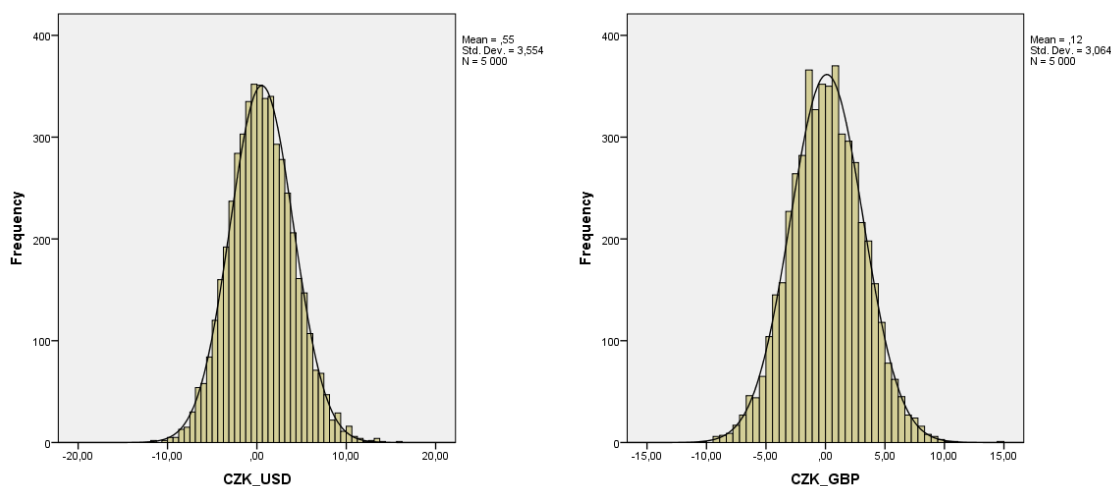 400
300
200
100
0
Frequency
-20,00
-10,00
,00
10,00
20,00
CZK_USD
Mean = ,55
Std. Dev. = 3,554
N = 5 000
400
300
200
100
0
Frequency
-15,00
-10,00
-5,00
,00
5,00
10,00
15,00
CZK_GBP
Mean = ,12
Std. Dev. = 3,064
N = 5 000